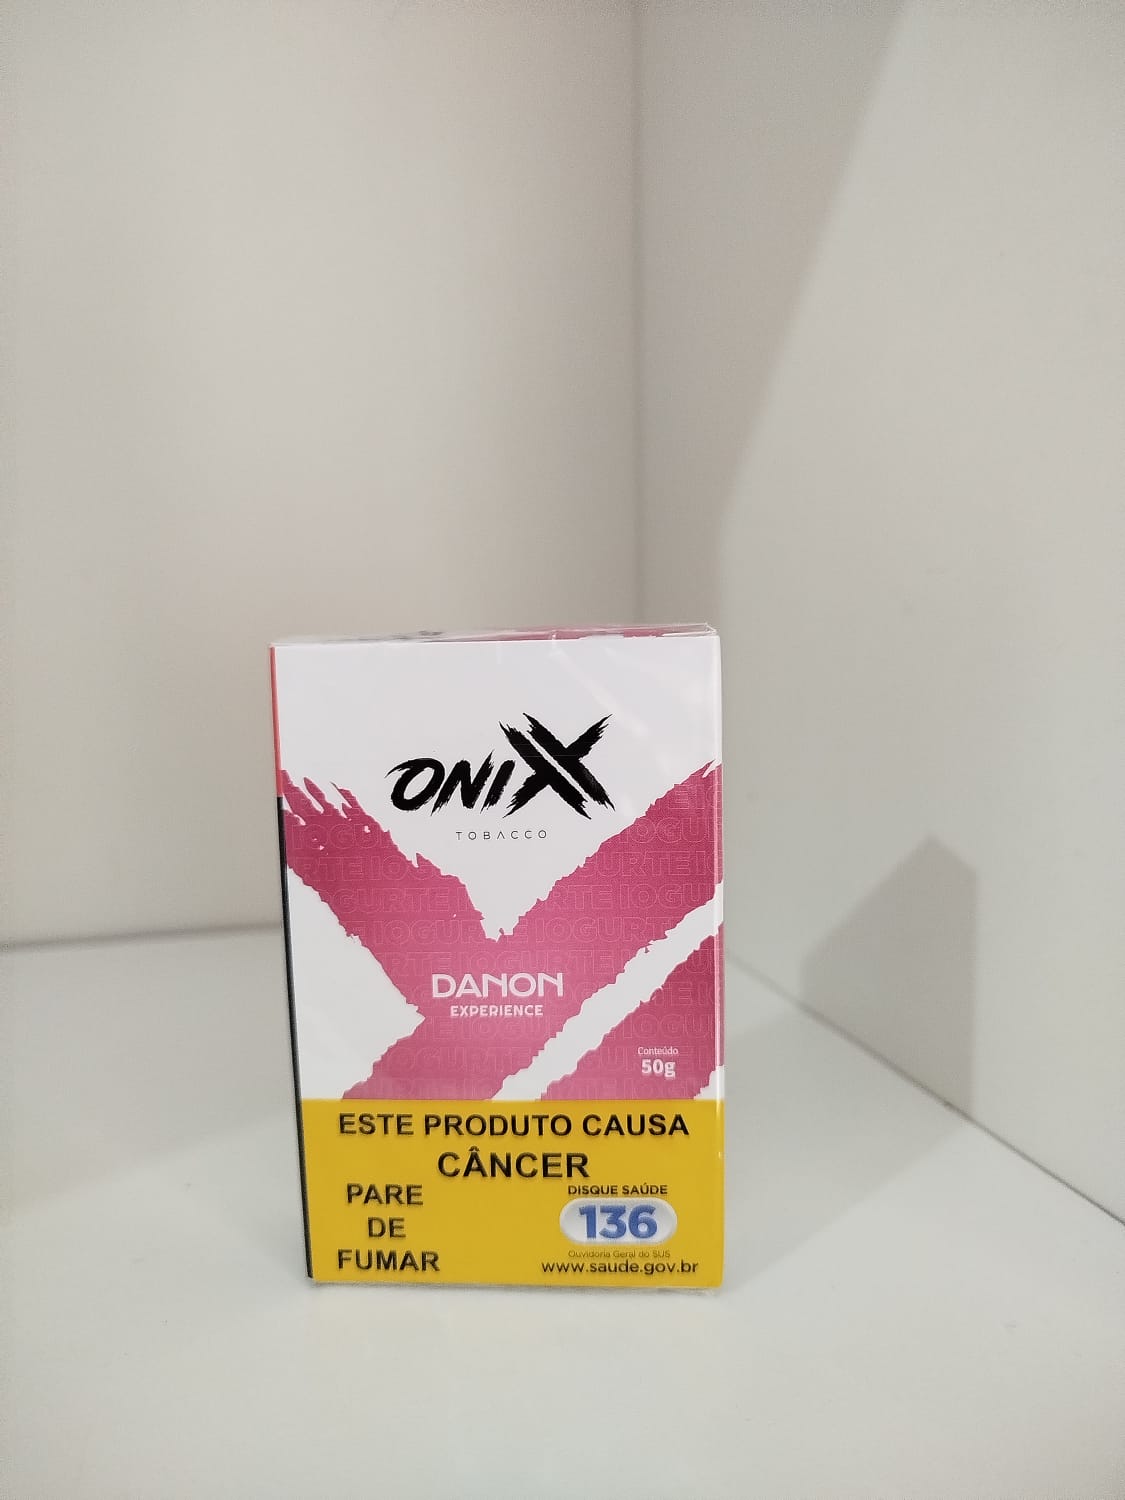 ONIX
TOBACCO
IOGURTE IOGURTE
DANON
EXPERIENCE
Conteúdo
50g
ESTE PRODUTO CAUSA
CÂNCER
PARE
DE
FUMAR
DISQUE SAÚDE
136
Ouvidoria Geral do SUS
www.saude.gov.br